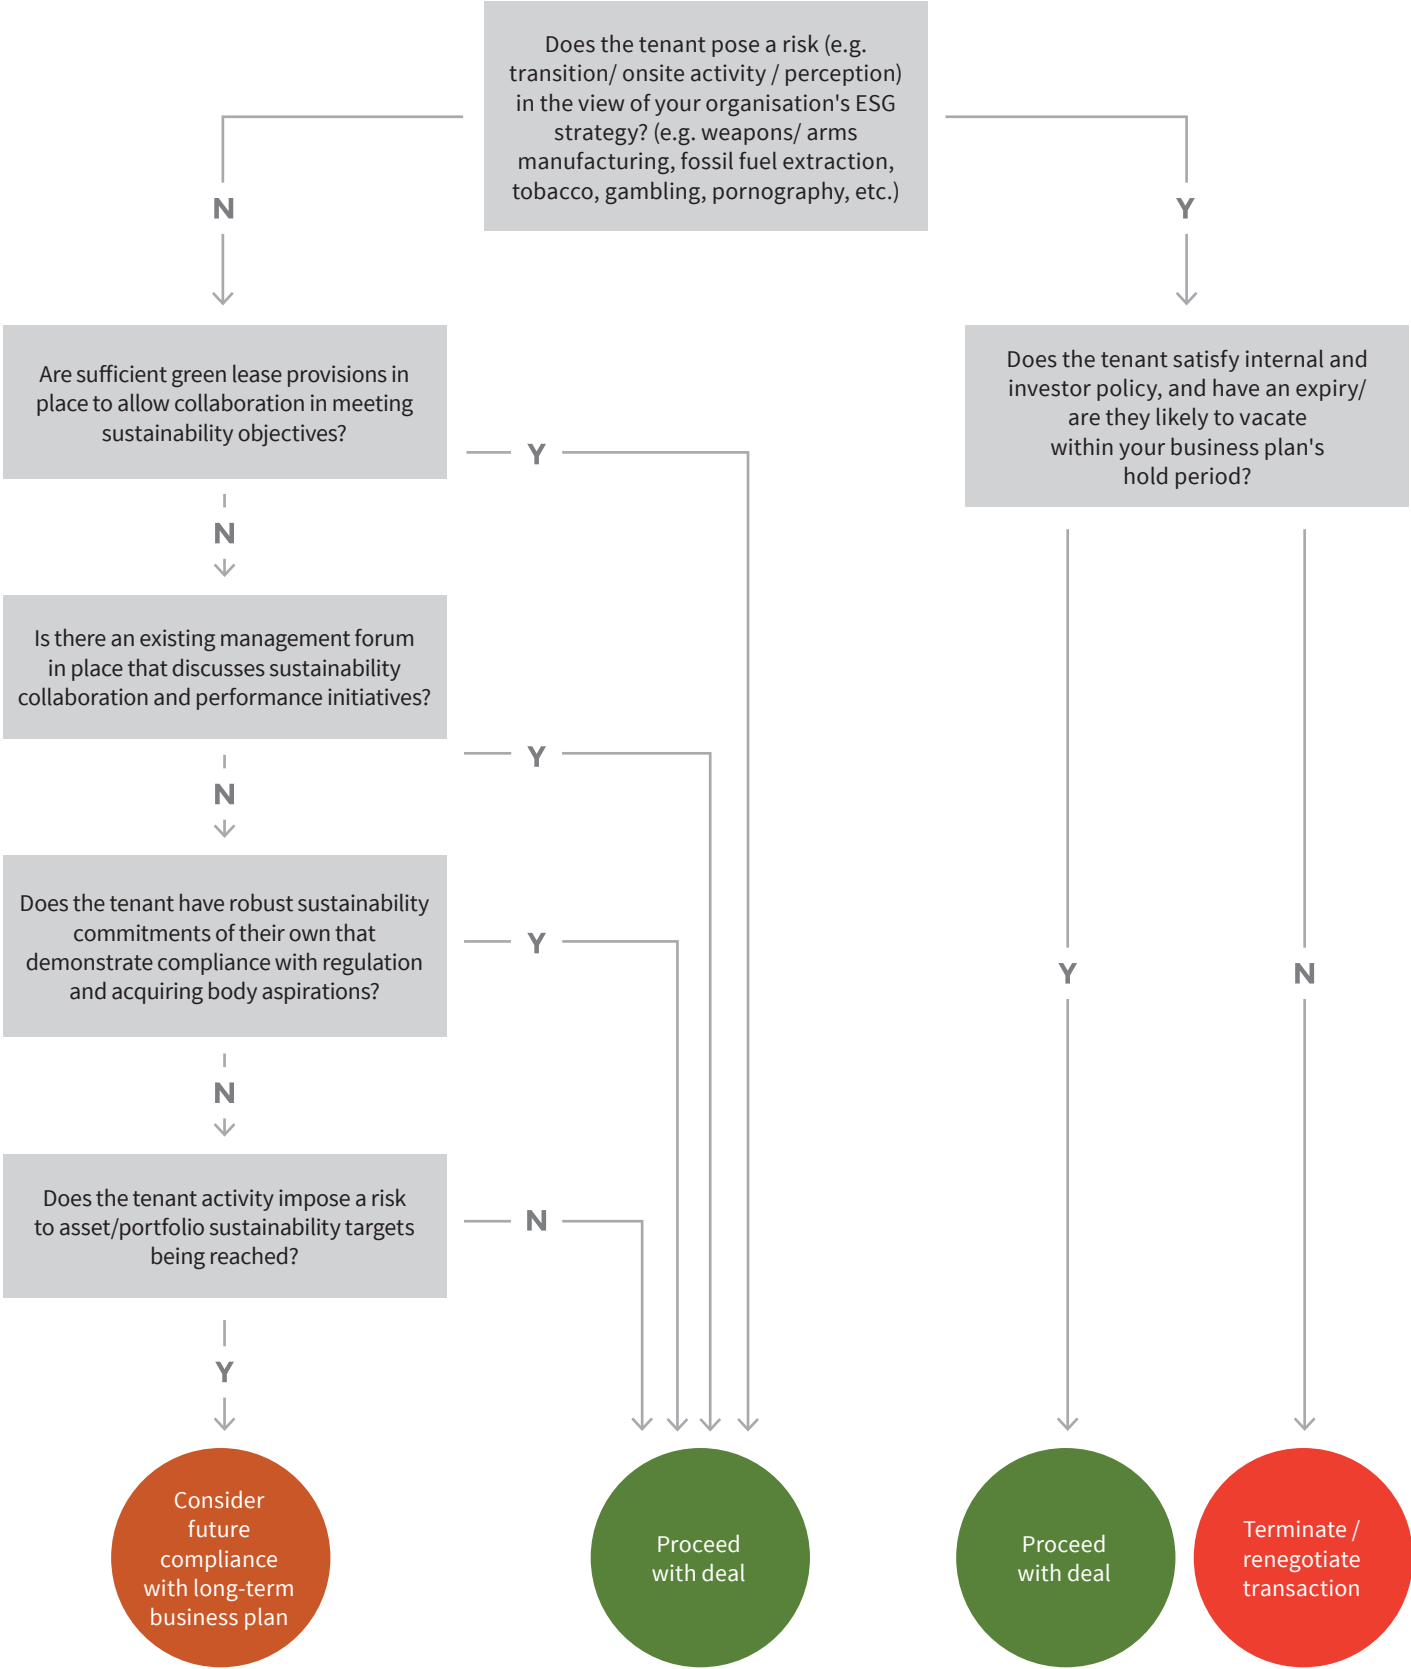 Does the tenant pose a risk (e.g.
transition/ onsite activity / perception)
in the view of your organisation's ESG
strategy? (e.g. weapons/ arms
manufacturing, fossil fuel extraction,
tobacco, gambling, pornography, etc.)
N
Y
Are sufficient green lease provisions in
place to allow collaboration in meeting
sustainability objectives?
Does the tenant satisfy internal and
investor policy, and have an expiry/
are they likely to vacate
within your business plan's
hold period?
Y
N
Is there an existing management forum
in place that discusses sustainability
collaboration and performance initiatives?
Y
N
Does the tenant have robust sustainability
commitments of their own that
demonstrate compliance with regulation
and acquiring body aspirations?
Y
Y
N
N
Does the tenant activity impose a risk
to asset/portfolio sustainability targets
being reached?
N
Y
Consider
future
compliance
with long-term
business plan
Proceed
with deal
Proceed
with deal
Terminate /
renegotiate
transaction